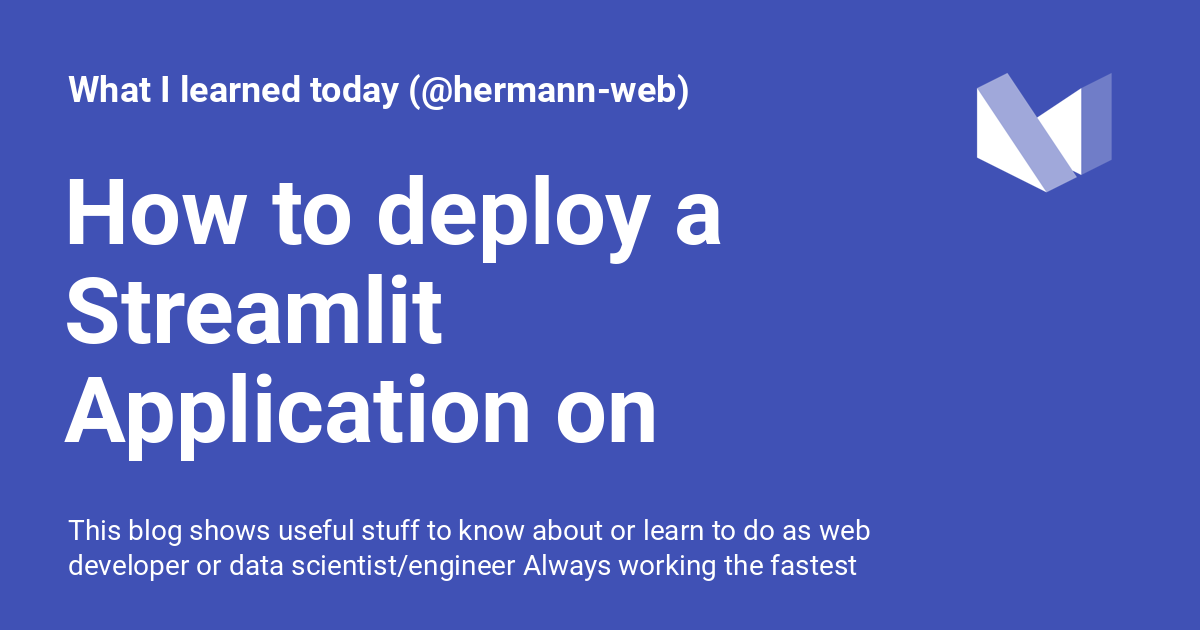 What I learned today (@hermann-web)
How to deploy a
Streamlit
Application on
This blog shows useful stuff to know about or learn to do as web
developer or data scientist/engineer Always working the fastest